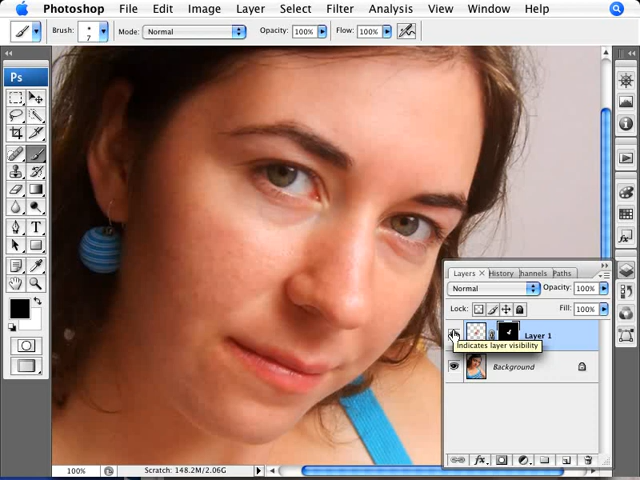 Photoshop File Edit Image Layer Select Filter Analysis View Window Help
Brush: 7 Mode: Normal Opacity: 100% Flow: 100%
Ps
Layers × History Channels Paths
Normal Opacity: 100%
Lock: Fill: 100%
Layer 1
Indicates layer visibility
Background
100% Scratch: 148.2M/2.06G
fx